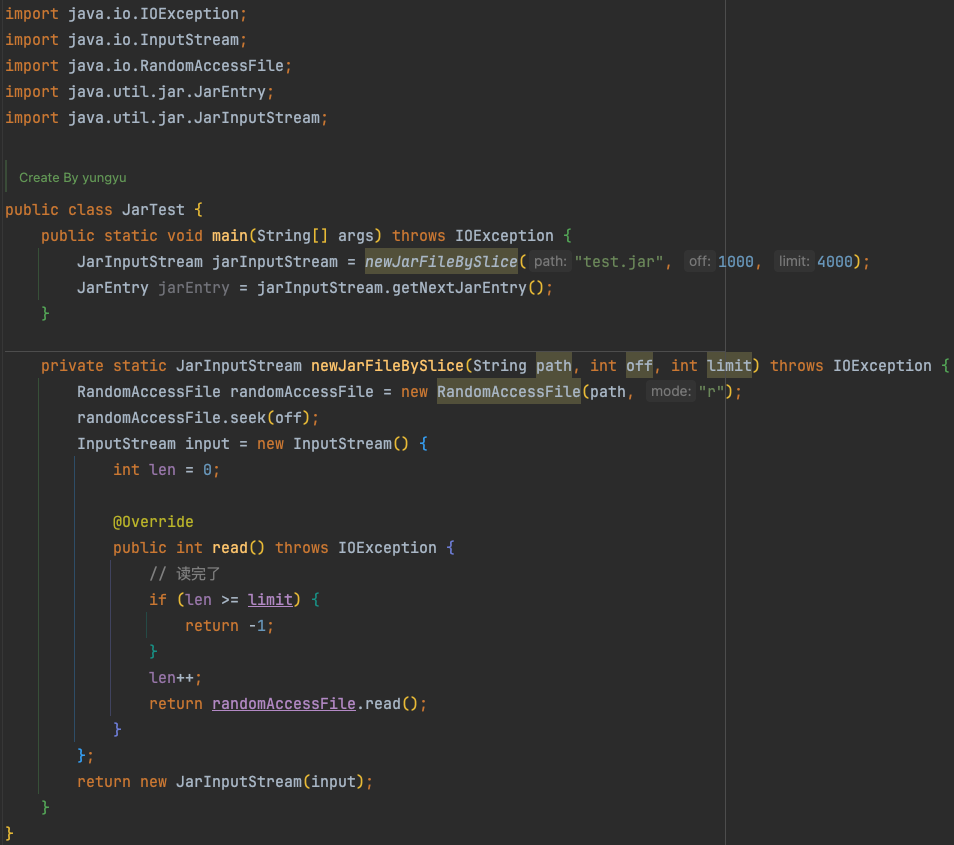 import java.io.IOException;
import java.io.InputStream;
import java.io.RandomAccessFile;
import java.util.jar.JarEntry;
import java.util.jar.JarInputStream;
Create By yungyu
public class JarTest {
public static void main(String[] args) throws IOException {
JarInputStream jarInputStream = newJarFileBySlice( path: "test.jar", off: 1000, limit: 4000);
JarEntry jarEntry = jarInputStream.getNextJarEntry();
}
private static JarInputStream newJarFileBySlice(String path, int off, int limit) throws IOException {
RandomAccessFile randomAccessFile = new RandomAccessFile(path, mode: "r");
randomAccessFile.seek(off);
InputStream input = new InputStream() {
int len = 0;
@Override
public int read() throws IOException {
// 读完了
if (len >= limit) {
return -1;
}
len++;
return randomAccessFile.read();
}
};
return new JarInputStream(input);
}
}